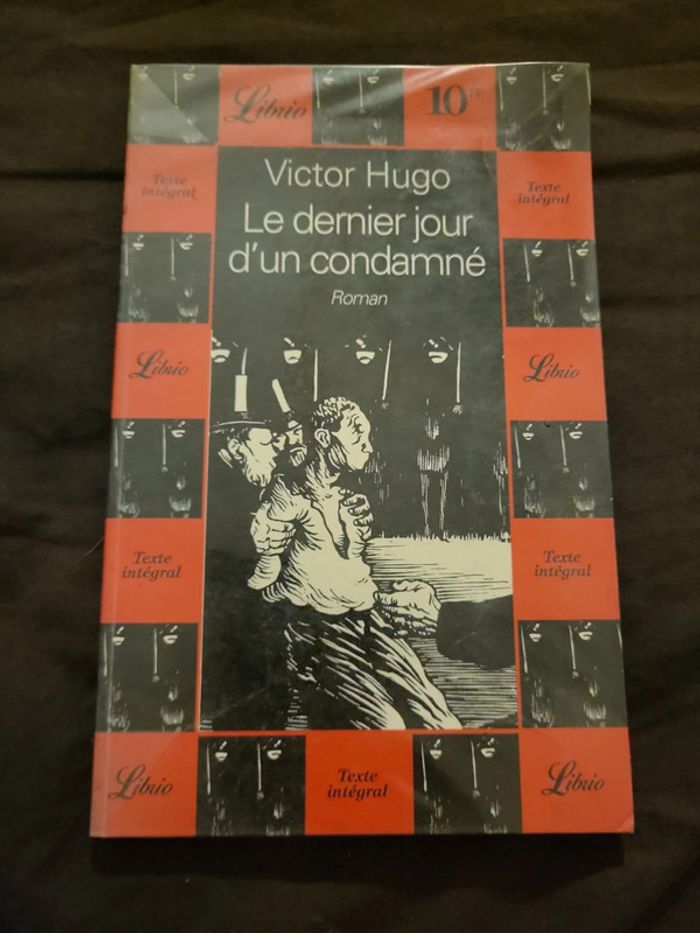 Librio
10FF
Victor Hugo
Le dernier jour
d'un condamné
Roman
Texte
intégral
Texte
intégral
Librio
Librio
Texte
intégral
Texte
intégral
Librio
Texte
intégral
Librio